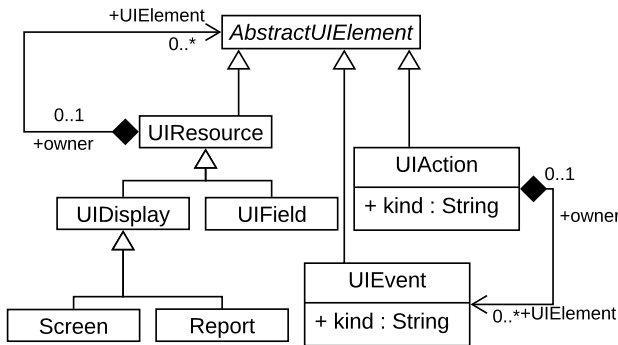 +UIElement
0..*
AbstractUIElement
0..1
+owner
UIResource
UIAction
+ kind : String
0..1
+owner
UIDisplay
UIField
UIEvent
+ kind : String
0..*+UIElement
Screen
Report